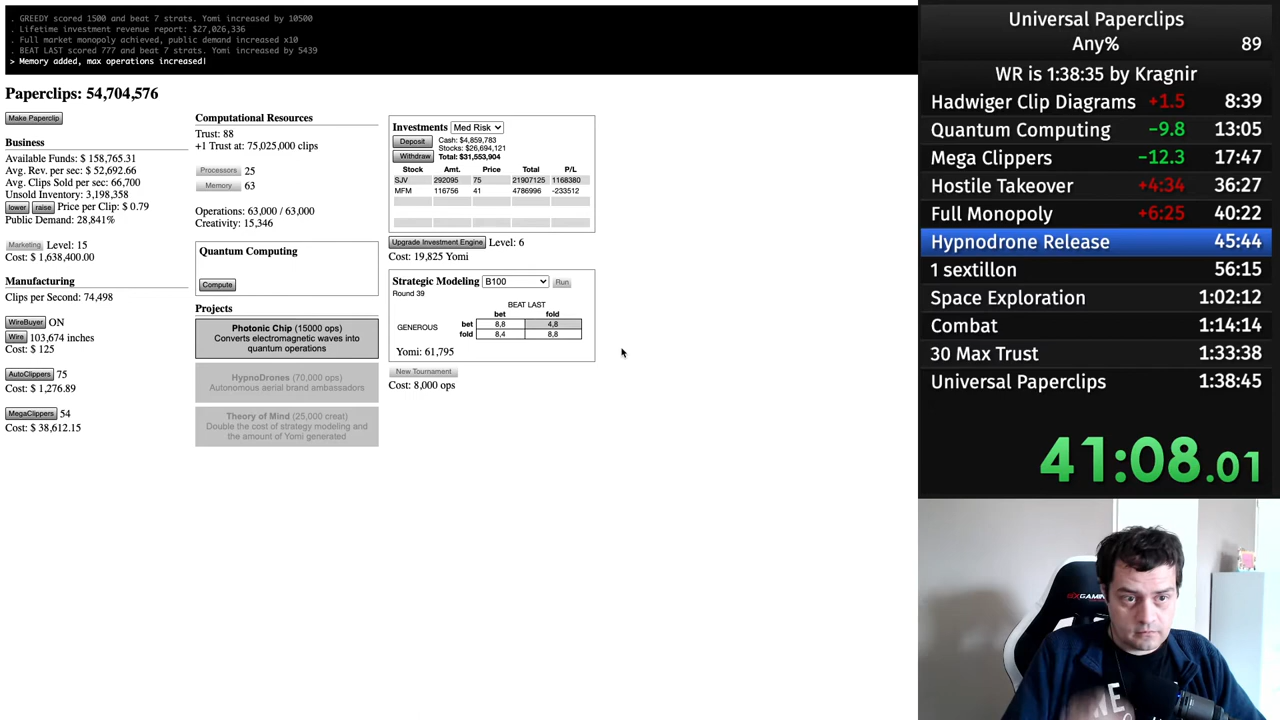 . GREEDY scored 1500 and beat 7 strats. Yomi increased by 10500
. Lifetime investment revenue report: $27,026,336
. Full market monopoly achieved, public demand increased x10
. BEAT LAST scored 777 and beat 7 strats. Yomi increased by 5439
> Memory added, max operations increased|
Paperclips: 54,704,576
Make Paperclip
Business
Available Funds: $ 158,765.31
Avg. Rev. per sec: $ 52,692.66
Avg. Clips Sold per sec: 66,700
Unsold Inventory: 3,198,358
lower raise Price per Clip: $ 0.79
Public Demand: 28,841%
Marketing Level: 15
Cost: $ 1,638,400.00
Manufacturing
Clips per Second: 74,498
WireBuyer ON
Wire 103,674 inches
Cost: $ 125
AutoClippers 75
Cost: $ 1,276.89
MegaClippers 54
Cost: $ 38,612.15
Computational Resources
Trust: 88
+1 Trust at: 75,025,000 clips
Processors 25
Memory 63
Operations: 63,000 / 63,000
Creativity: 15,346
Quantum Computing
Compute
Projects
Photonic Chip (15000 ops)
Converts electromagnetic waves into
quantum operations
HypnoDrones (70,000 ops)
Autonomous aerial brand ambassadors
Theory of Mind (25,000 creat)
Double the cost of strategy modeling and
the amount of Yomi generated
Investments Med Risk
Deposit Cash: $4,859,783
Stocks: $26,694,121
Withdraw Total: $31,553,904
Stock Amt. Price Total P/L
SJV 292095 75 21907125 1168380
MFM 116756 41 4786996 -233512
Upgrade Investment Engine Level: 6
Cost: 19,825 Yomi
Strategic Modeling B100 Run
Round 39
BEAT LAST
bet fold
GENEROUS bet 8,8 4,8
fold 8,4 8,8
Yomi: 61,795
New Tournament
Cost: 8,000 ops
Universal Paperclips
Any% 89
WR is 1:38:35 by Kragnir
Hadwiger Clip Diagrams +1.5 8:39
Quantum Computing −9.8 13:05
Mega Clippers −12.3 17:47
Hostile Takeover +4:34 36:27
Full Monopoly +6:25 40:22
Hypnodrone Release 45:44
1 sextillon 56:15
Space Exploration 1:02:12
Combat 1:14:14
30 Max Trust 1:33:38
Universal Paperclips 1:38:45
41:08.01